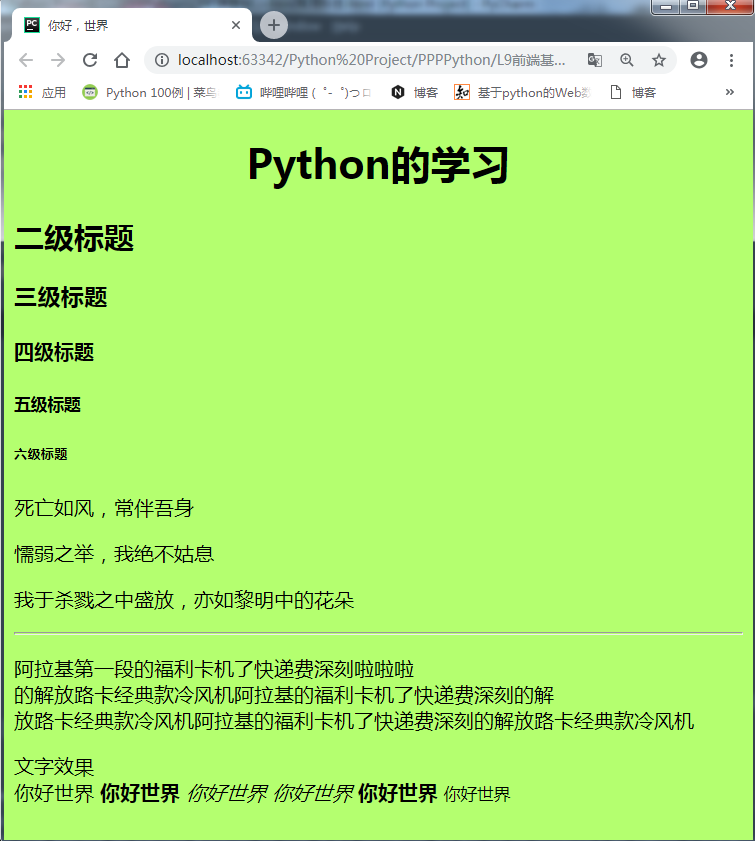 你好，世界
localhost:63342/Python%20Project/PPPPython/L9前端基...
应用 Python 100例 | 菜鸟 哔哩哔哩 ( ゜- ゜)つロ 博客 基于python的Web 博客 »
Python的学习
二级标题
三级标题
四级标题
五级标题
六级标题
死亡如风，常伴吾身
懦弱之举，我绝不姑息
我于杀戮之中盛放，亦如黎明中的花朵
阿拉基第一段的福利卡机了快递费深刻啦啦啦
的解放路卡经典款冷风机阿拉基的福利卡机了快递费深刻的解
放路卡经典款冷风机阿拉基的福利卡机了快递费深刻的解放路卡经典款冷风机
文字效果
你好世界 你好世界 你好世界 你好世界 你好世界 你好世界